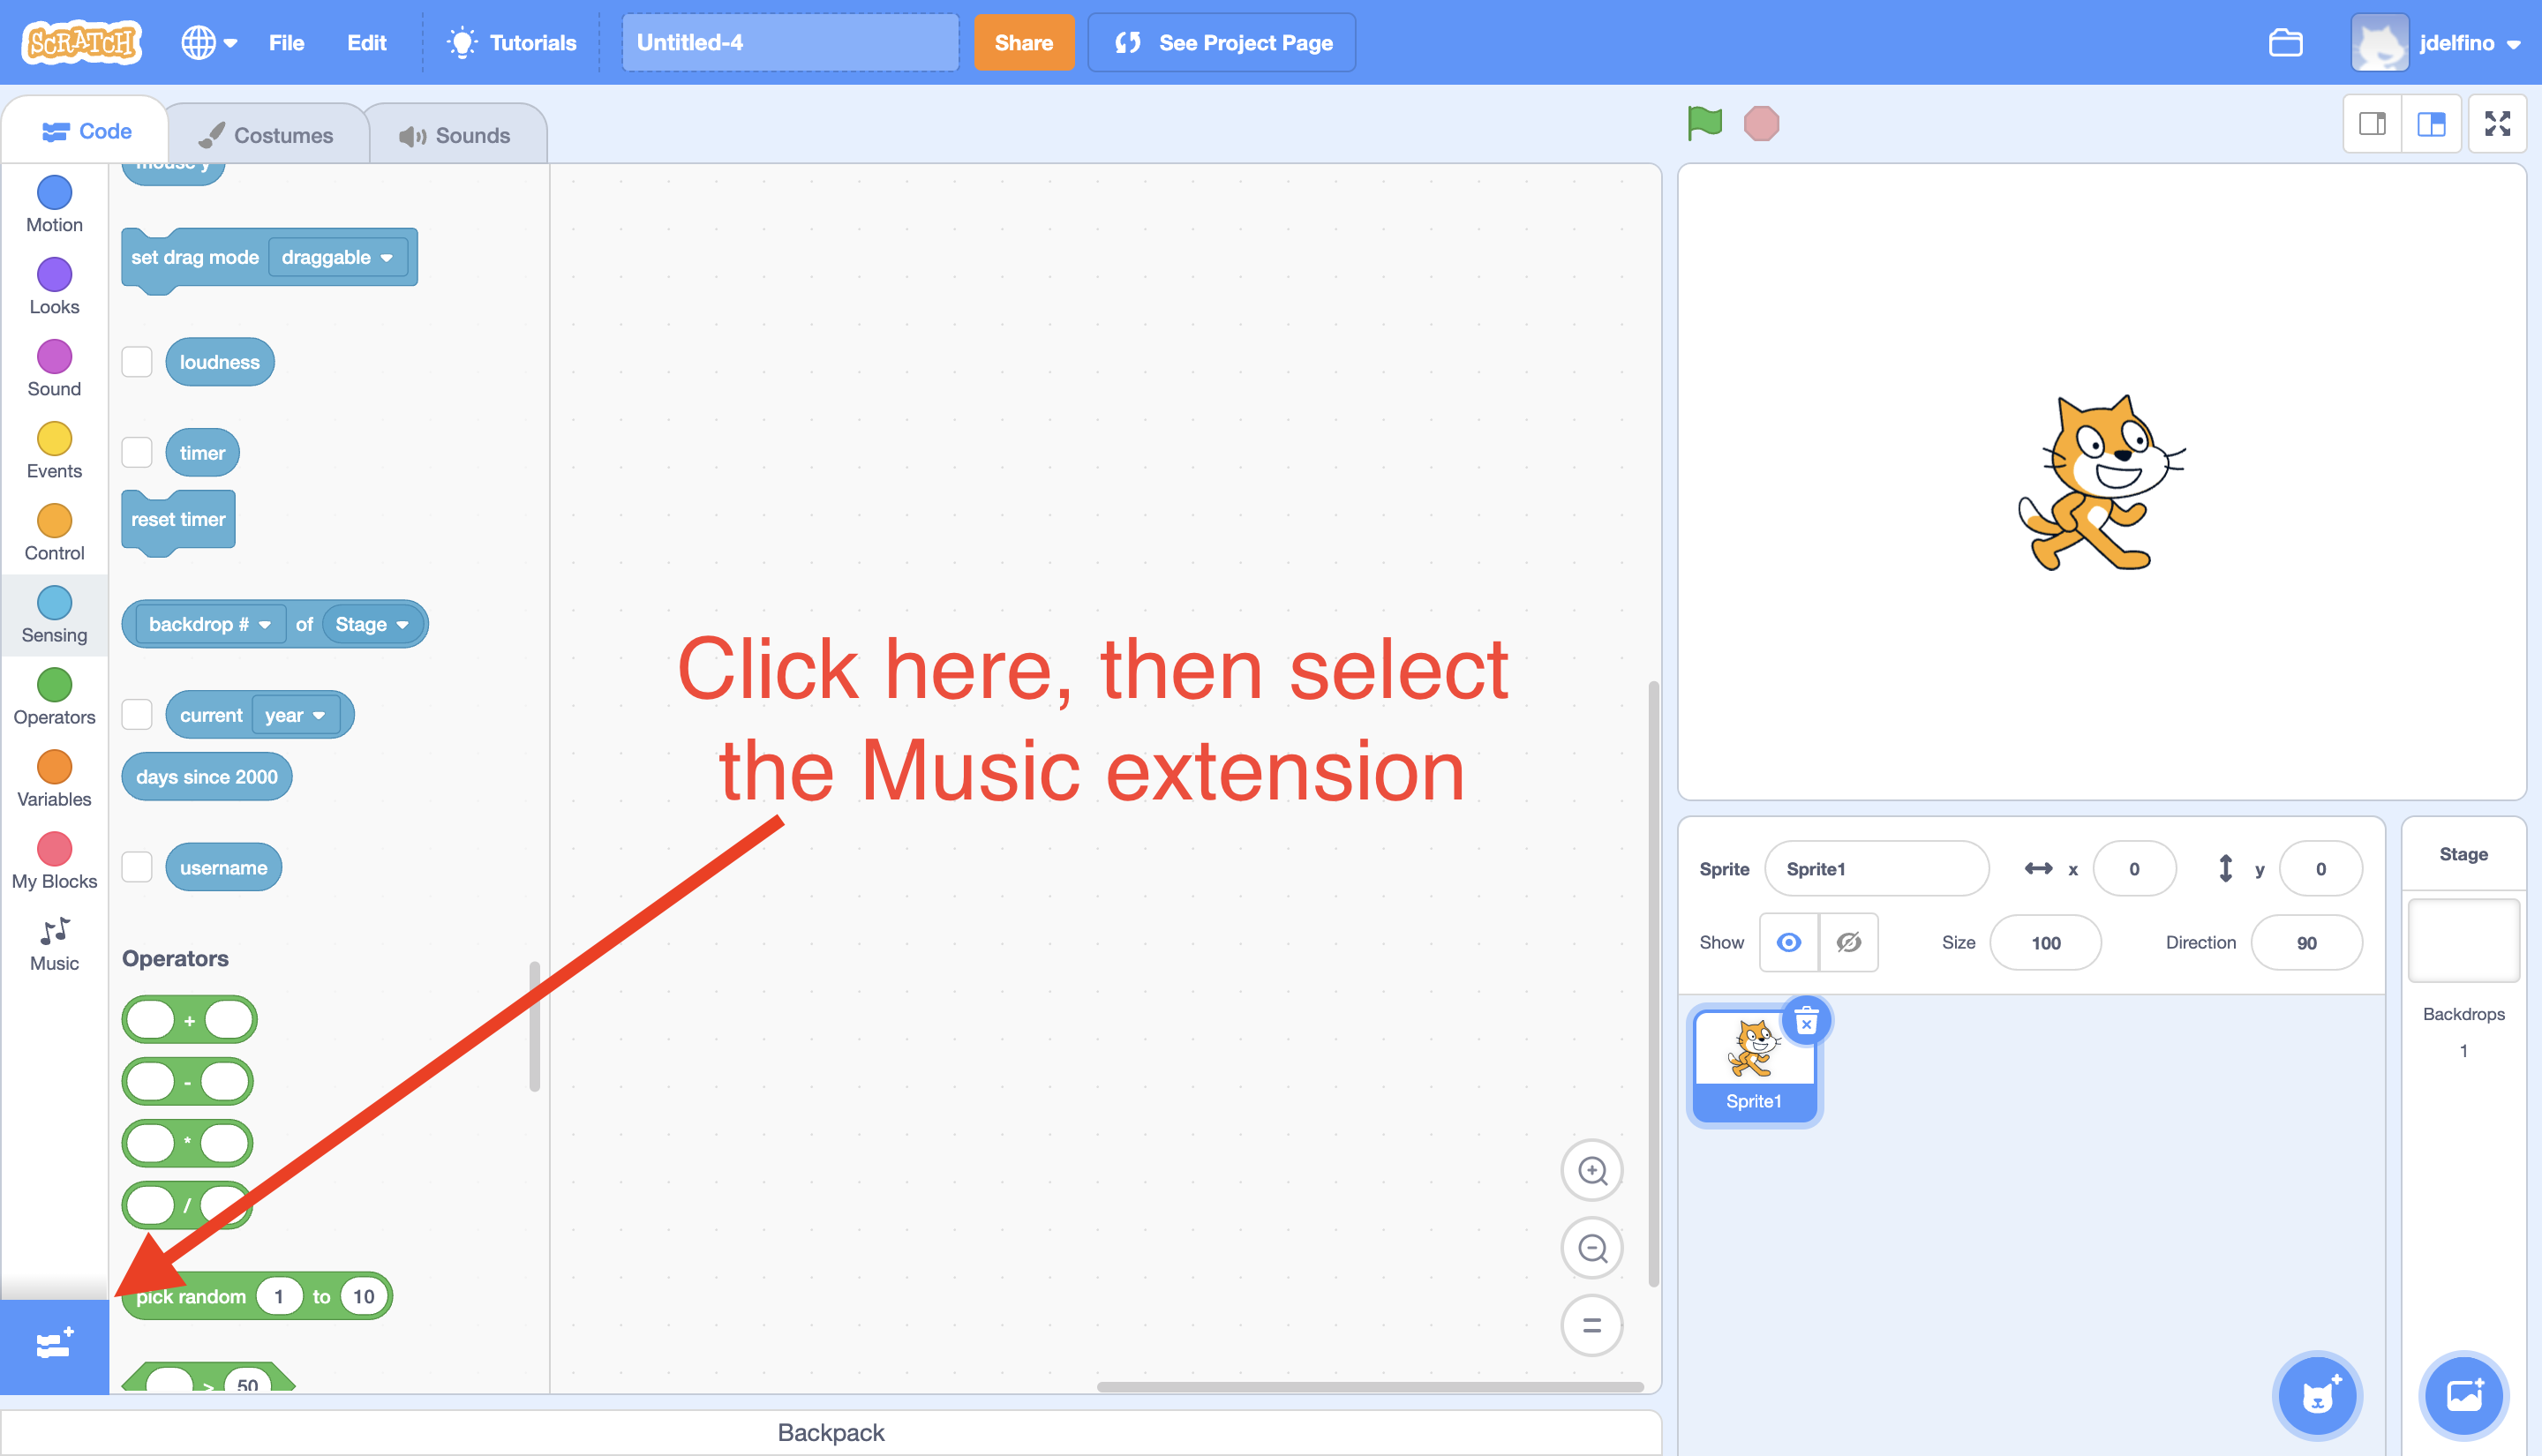 SCRATCH
File
Edit
Tutorials
Untitled-4
Share
See Project Page
jdelfino
Code
Costumes
Sounds
Motion
Looks
Sound
Events
Control
Sensing
Operators
Variables
My Blocks
Music
mouse y
set drag mode draggable
loudness
timer
reset timer
backdrop # of Stage
current year
days since 2000
username
Operators
+
-
*
/
pick random 1 to 10
> 50
Click here, then select
the Music extension
Backpack
Sprite Sprite1 x 0 y 0
Show Size 100 Direction 90
Sprite1
Stage
Backdrops
1